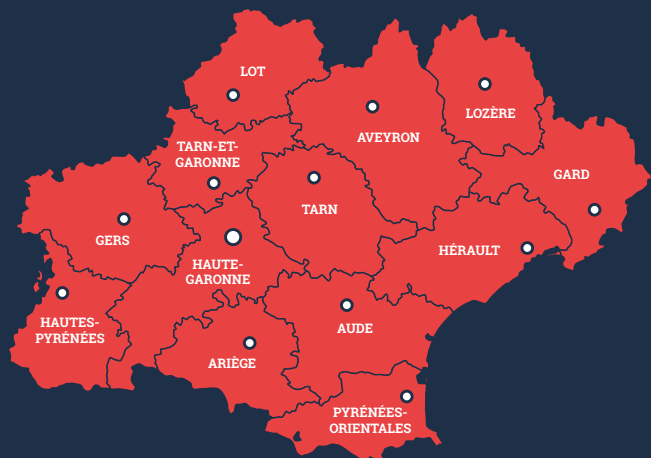 LOT
LOZÈRE
AVEYRON
TARN-ET-
GARONNE
GARD
TARN
GERS
HÉRAULT
HAUTE-
GARONNE
HAUTES-
PYRÉNÉES
AUDE
ARIÈGE
PYRÉNÉES-
ORIENTALES